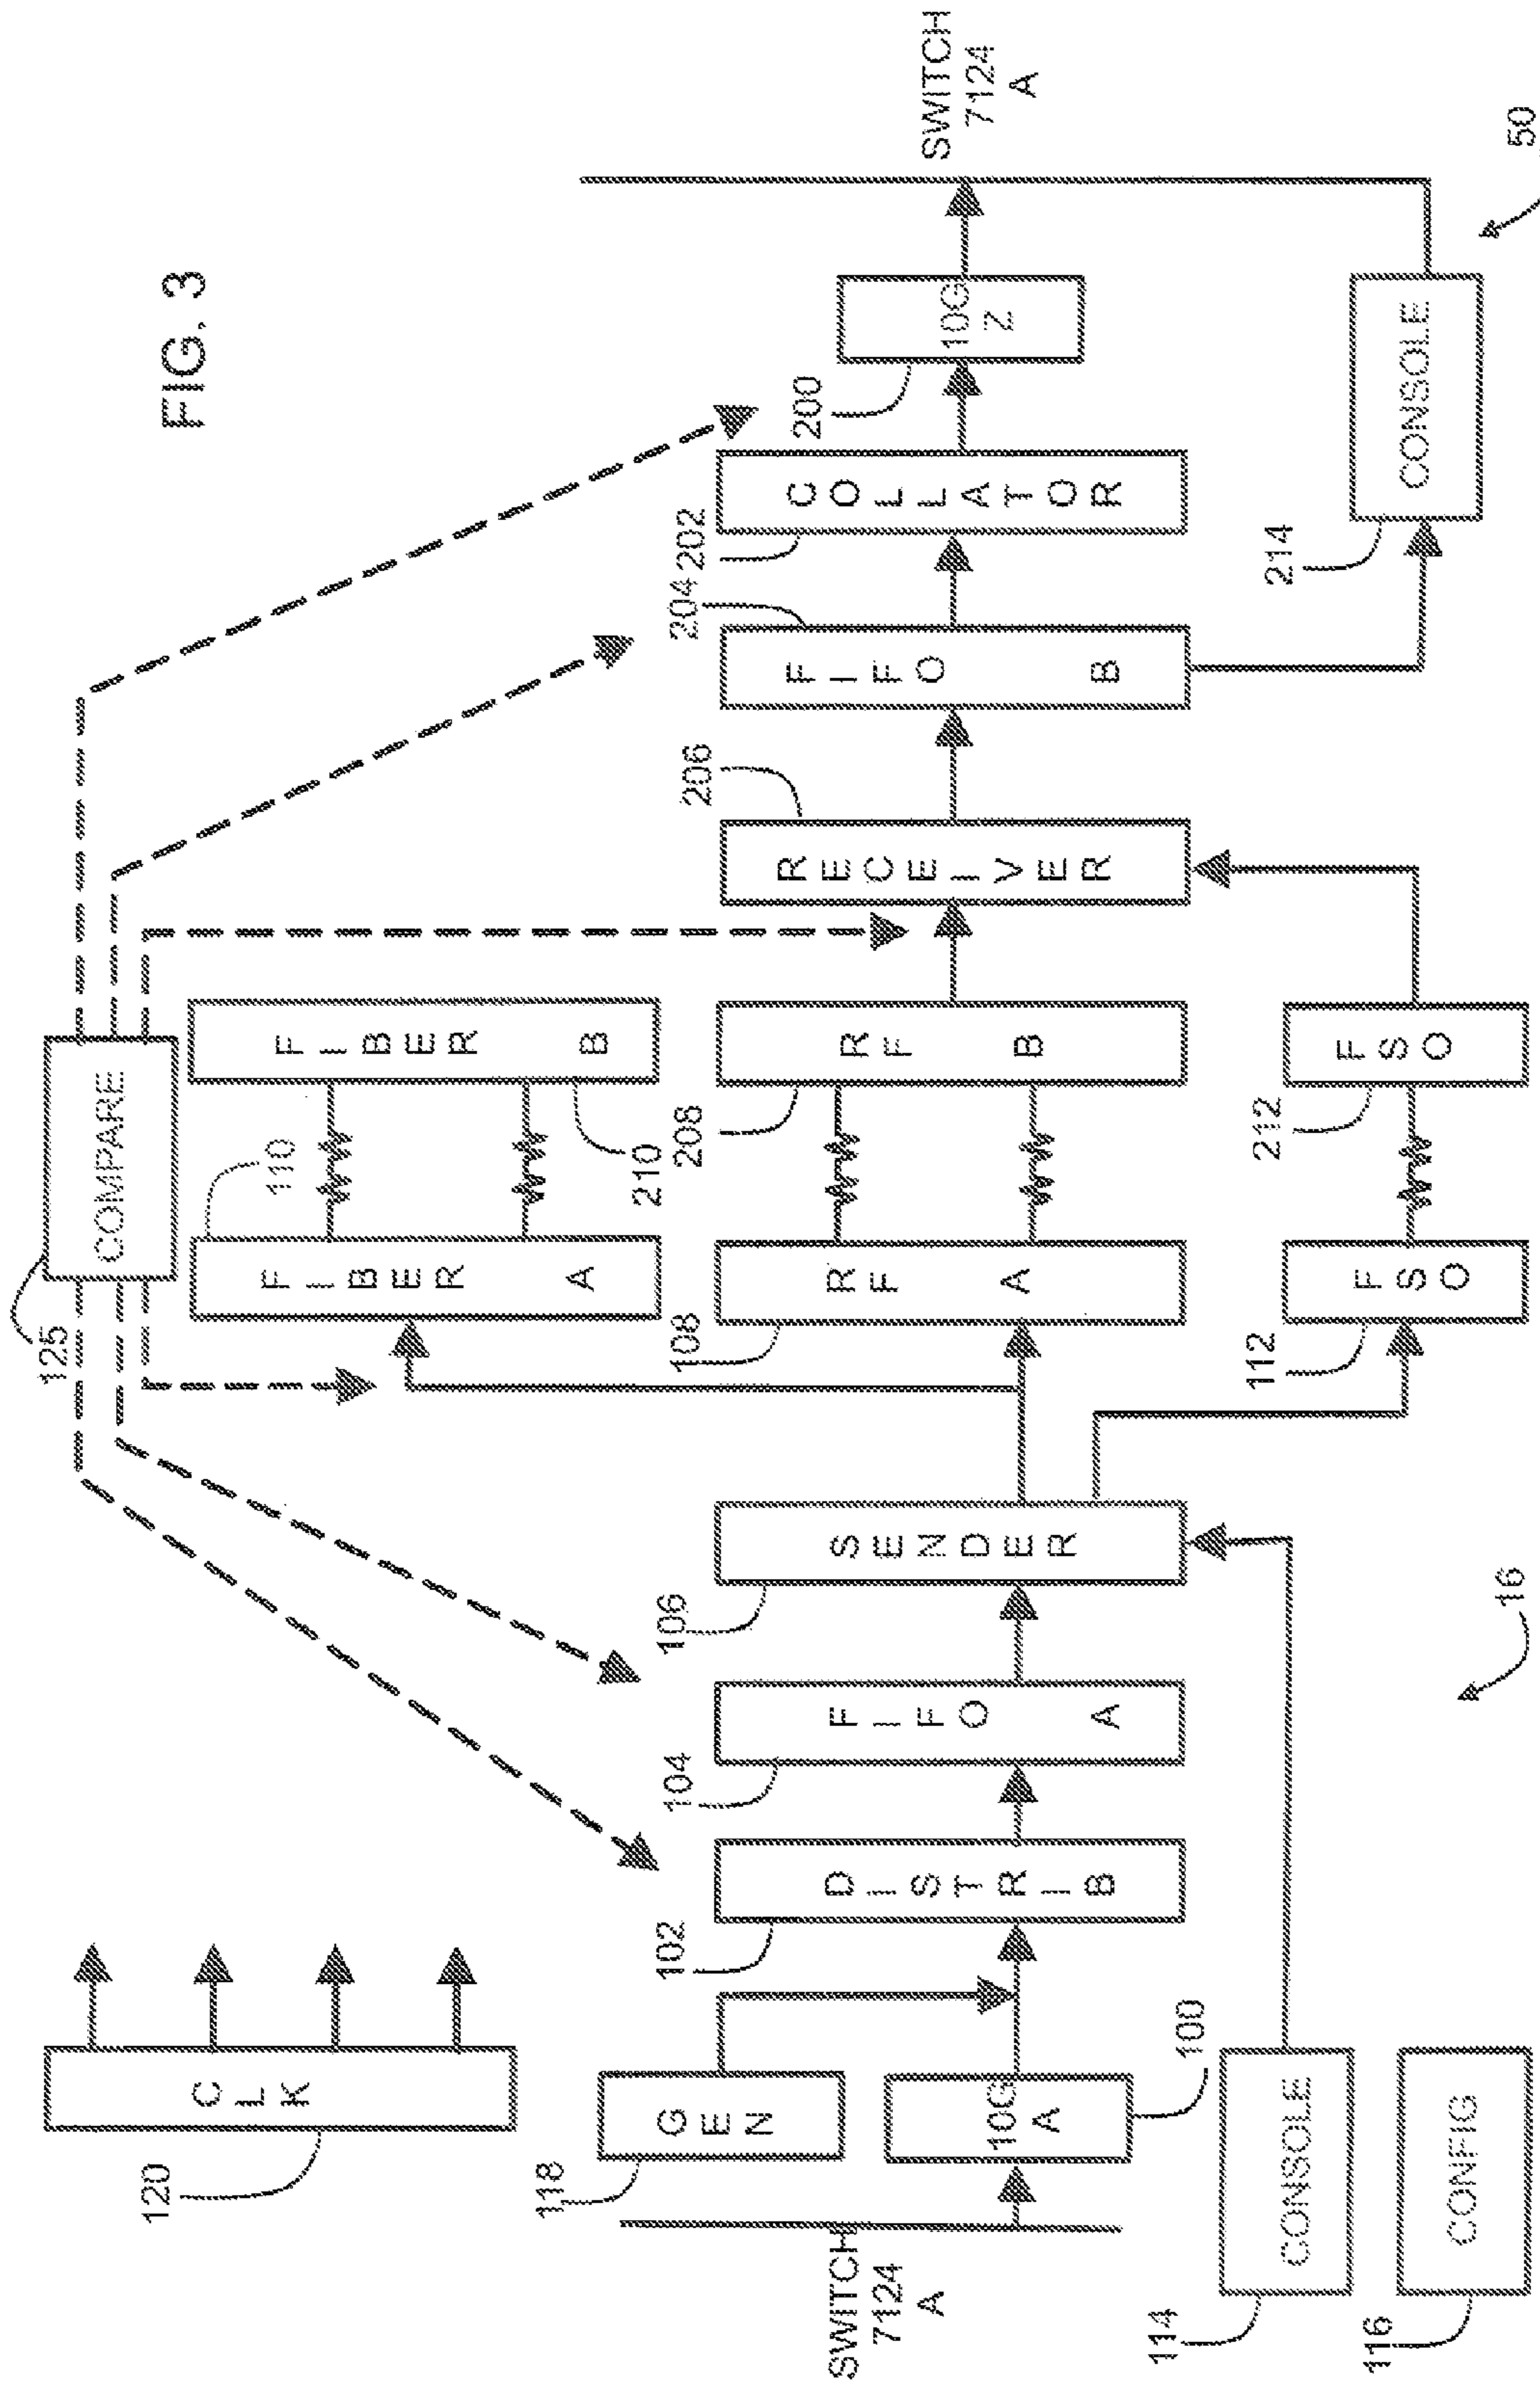 FIG. 3
120
CLK
125
COMPARE
118
GEN
110
FIBER A
FIBER B
210
SWITCH
7124
A
10G
A
100
102
DISTRIB
104
FIFO A
106
SENDER
108
RF A
208
RF B
206
RECEIVER
204
FIFO B
202
COLLATOR
200
10G
Z
SWITCH
7124
A
114
CONSOLE
112
FSO
212
FSO
214
CONSOLE
116
CONFIG
16
50